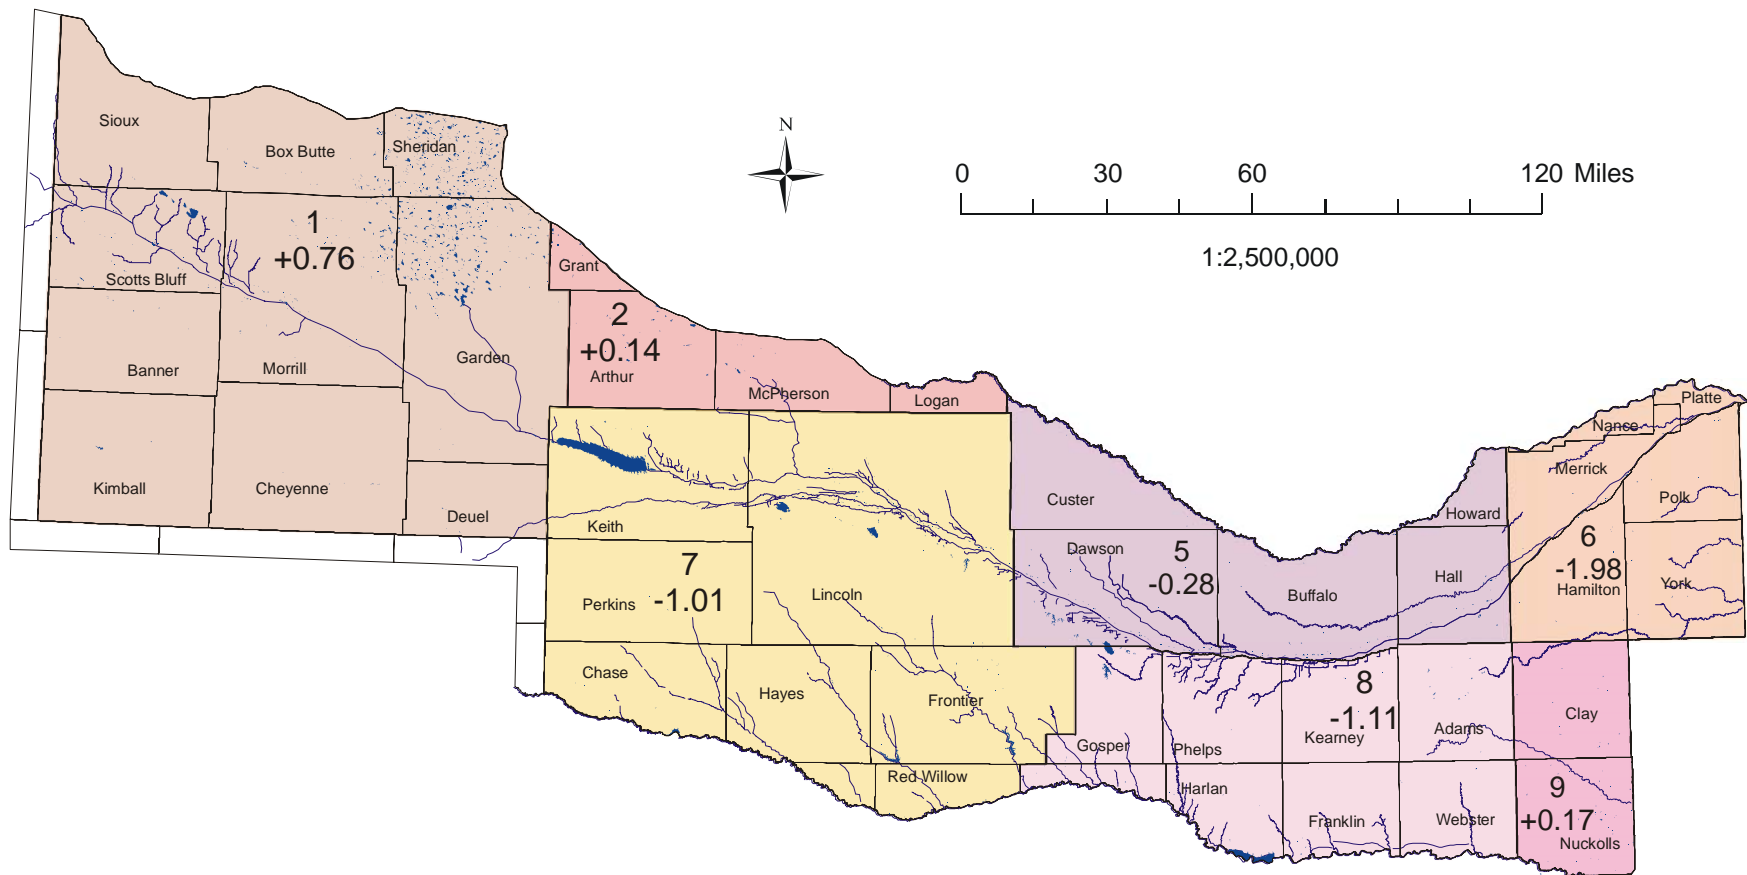 N
0 30 60 120 Miles
1:2,500,000
Sioux
Box Butte
Sheridan
1
+0.76
Scotts Bluff
Banner
Morrill
Garden
Kimball
Cheyenne
Deuel
Grant
2
+0.14
Arthur
McPherson
Logan
Keith
7
-1.01
Perkins
Lincoln
Chase
Hayes
Frontier
Red Willow
Custer
Dawson
5
-0.28
Buffalo
Hall
Howard
Platte
Nance
Merrick
Polk
6
-1.98
Hamilton
York
8
-1.11
Gosper
Phelps
Kearney
Adams
Harlan
Franklin
Webster
Clay
9
+0.17
Nuckolls